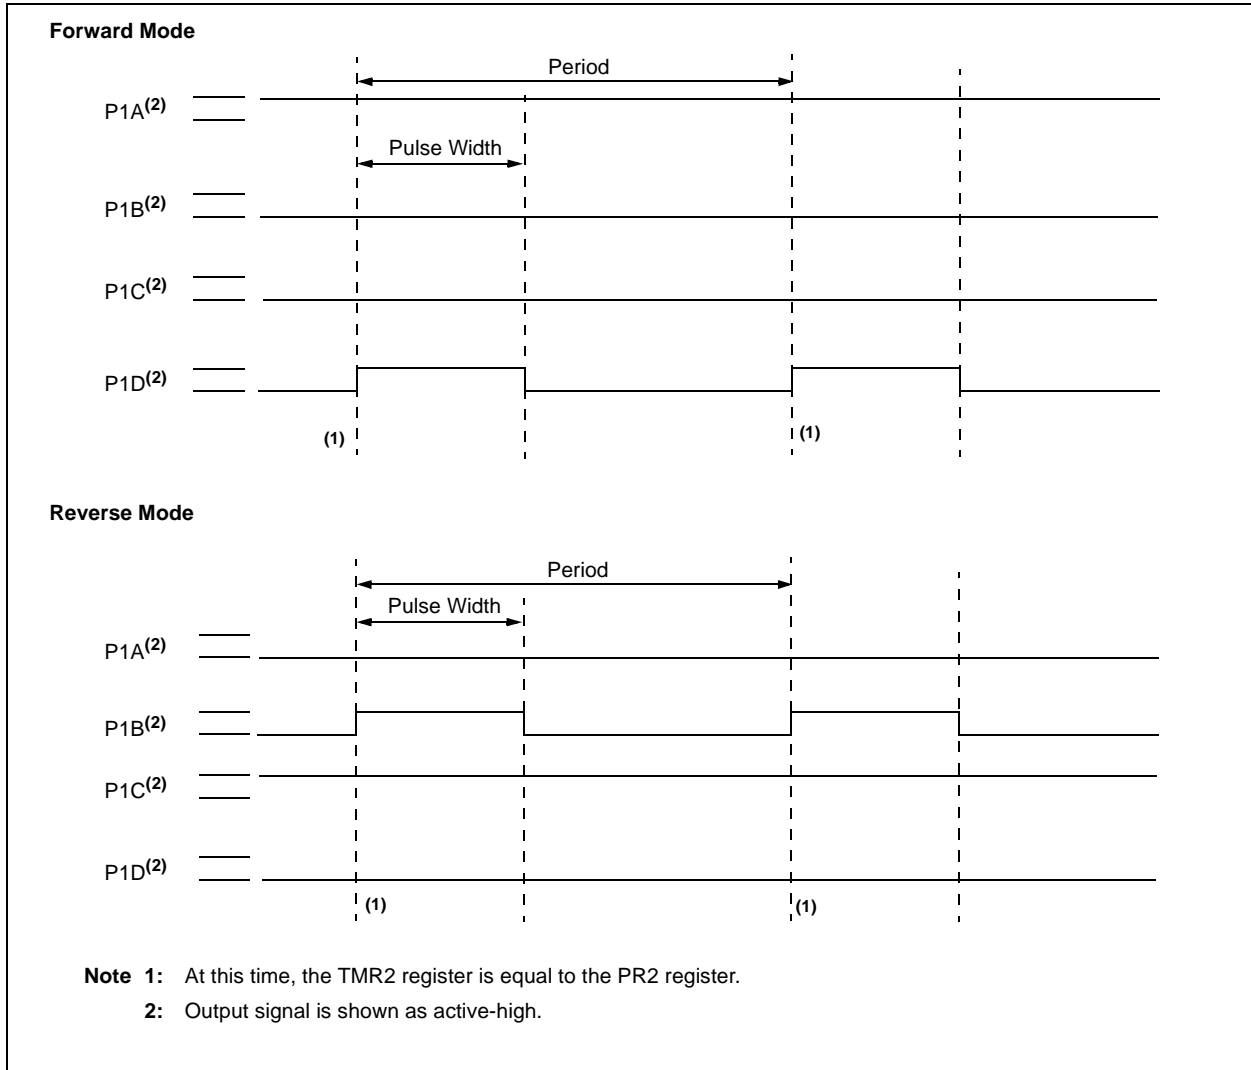 Forward Mode
Period
P1A(2)
Pulse Width
P1B(2)
P1C(2)
P1D(2)
(1)
(1)
Reverse Mode
Period
Pulse Width
P1A(2)
P1B(2)
P1C(2)
P1D(2)
(1)
(1)
Note 1: At this time, the TMR2 register is equal to the PR2 register.
2: Output signal is shown as active-high.